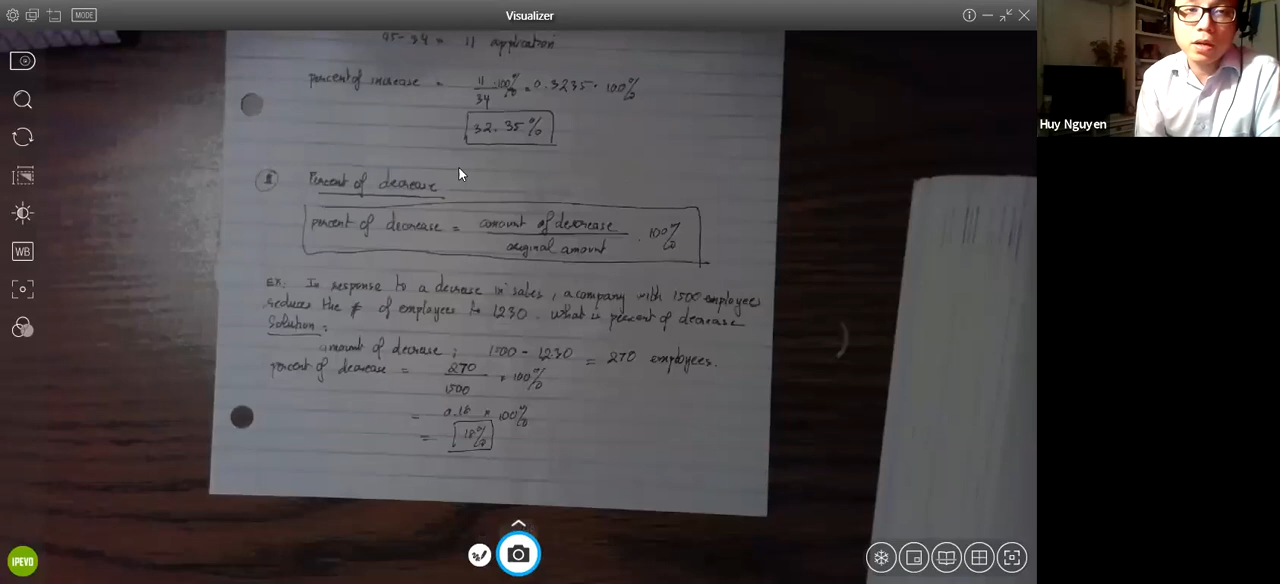 MODE
Visualizer
45-34 = 11 application
percent of increase = 11/34 · 100% = 0.3235 · 100%
32.35%
Huy Nguyen
Percent of decrease
percent of decrease = amount of decrease / original amount · 100%
WB
EX: In response to a decrease in sales, a company with 1500 employees
reduces the # of employees to 1230. What is percent of decrease
Solution:
amount of decrease: 1500 - 1230 = 270 employees.
percent of decrease = 270/1500 × 100%
= 0.18 × 100%
= 18%
IPEVO